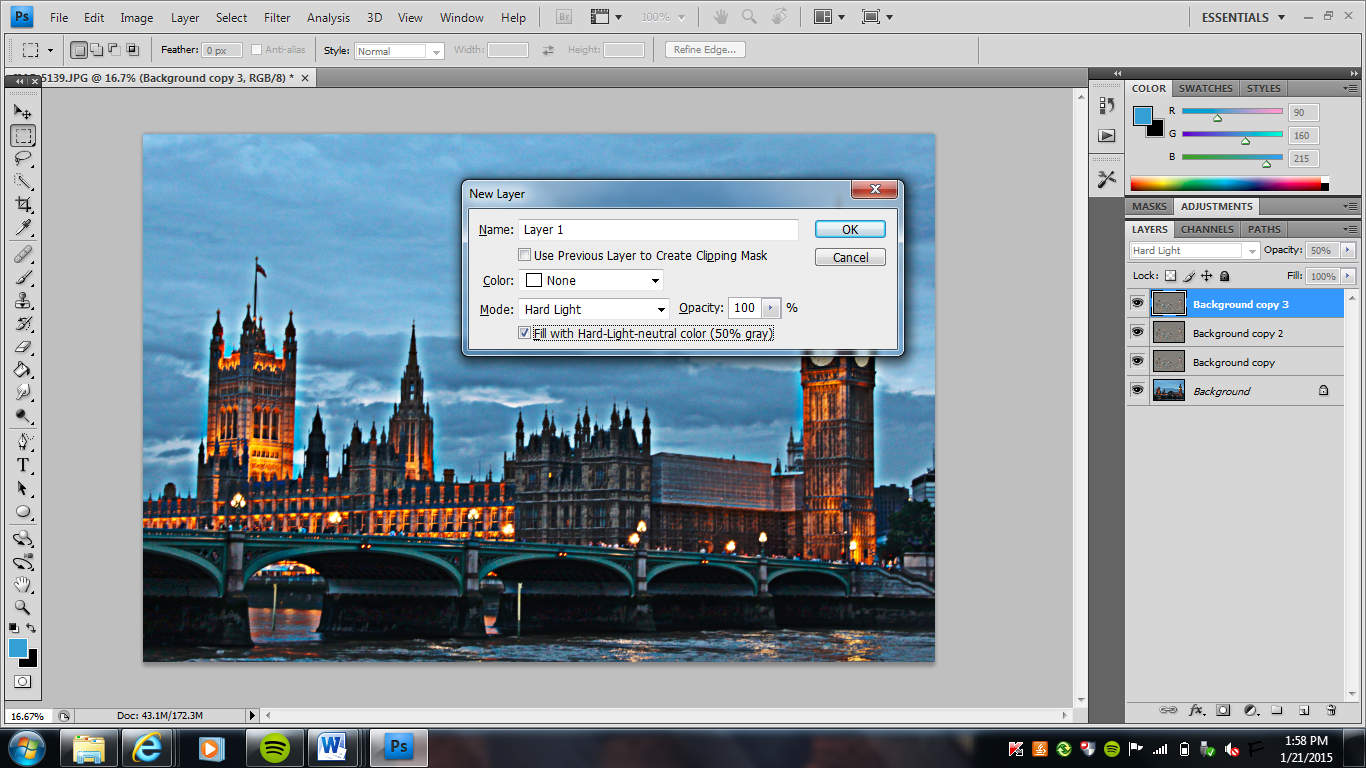 Ps File Edit Image Layer Select Filter Analysis 3D View Window Help Br 100% ESSENTIALS
Feather: 0 px Anti-alias Style: Normal Width: Height: Refine Edge...
5139.JPG @ 16.7% (Background copy 3, RGB/8) *
COLOR SWATCHES STYLES
R 90
G 160
B 215
MASKS ADJUSTMENTS
LAYERS CHANNELS PATHS
Hard Light Opacity: 50%
Lock: Fill: 100%
Background copy 3
Background copy 2
Background copy
Background
New Layer
Name: Layer 1 OK
Use Previous Layer to Create Clipping Mask Cancel
Color: None
Mode: Hard Light Opacity: 100 %
Fill with Hard-Light-neutral color (50% gray)
T
16.67% Doc: 43.1M/172.3M
fx
W Ps
1:58 PM
1/21/2015